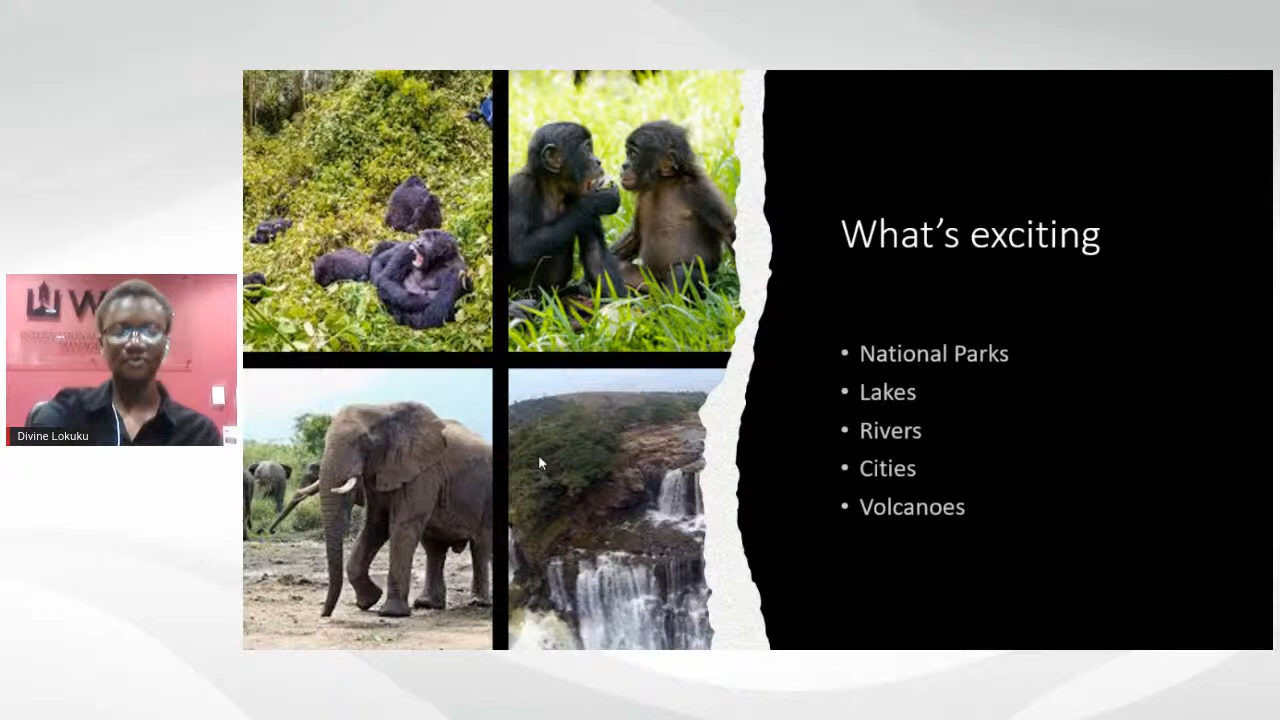 What's exciting
• National Parks
• Lakes
• Rivers
• Cities
• Volcanoes
W
Divine Lokuku